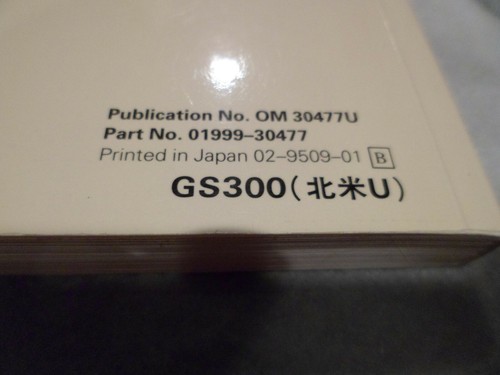 Publication No. OM 30477U
Part No. 01999-30477
Printed in Japan 02-9509-01 B
GS300(北米U)